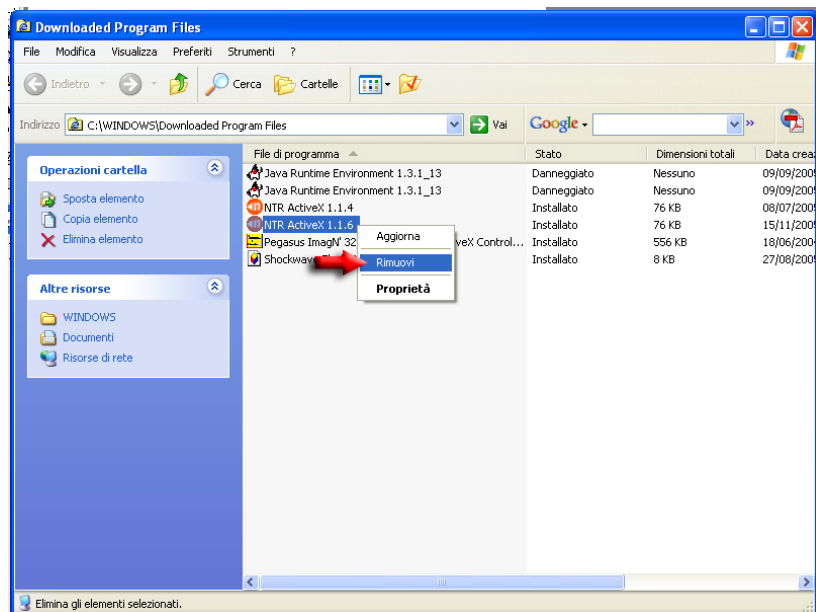 Downloaded Program Files
File Modifica Visualizza Preferiti Strumenti ?
Indietro Cerca Cartelle
Indirizzo C:\WINDOWS\Downloaded Program Files Vai Google
Operazioni cartella
Sposta elemento
Copia elemento
Elimina elemento
Altre risorse
WINDOWS
Documenti
Risorse di rete
File di programma Stato Dimensioni totali Data crea
Java Runtime Environment 1.3.1_13 Danneggiato Nessuno 09/09/200
Java Runtime Environment 1.3.1_13 Danneggiato Nessuno 09/09/200
NTR ActiveX 1.1.4 Installato 76 KB 08/07/200
NTR ActiveX 1.1.6 Installato 76 KB 15/11/200
Pegasus ImagN' 32 veX Control... Installato 556 KB 18/06/200
Shockwave Installato 8 KB 27/08/200
Aggiorna
Rimuovi
Proprietà
Elimina gli elementi selezionati.